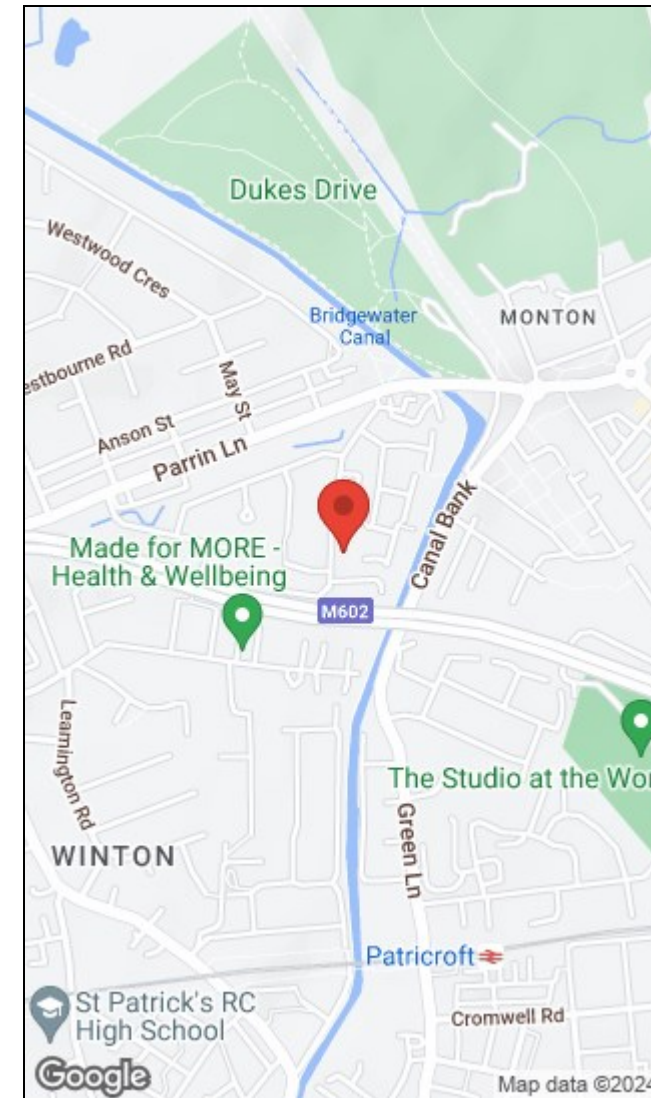 Dukes Drive
Westwood Cres
Bridgewater
Canal
MONTON
estbourne Rd
May St
Anson St
Parrin Ln
Canal Bank
Made for MORE -
Health & Wellbeing
M602
Leamington Rd
The Studio at the Wor
Green Ln
WINTON
Patricroft
St Patrick's RC
High School
Cromwell Rd
Google
Map data ©2024